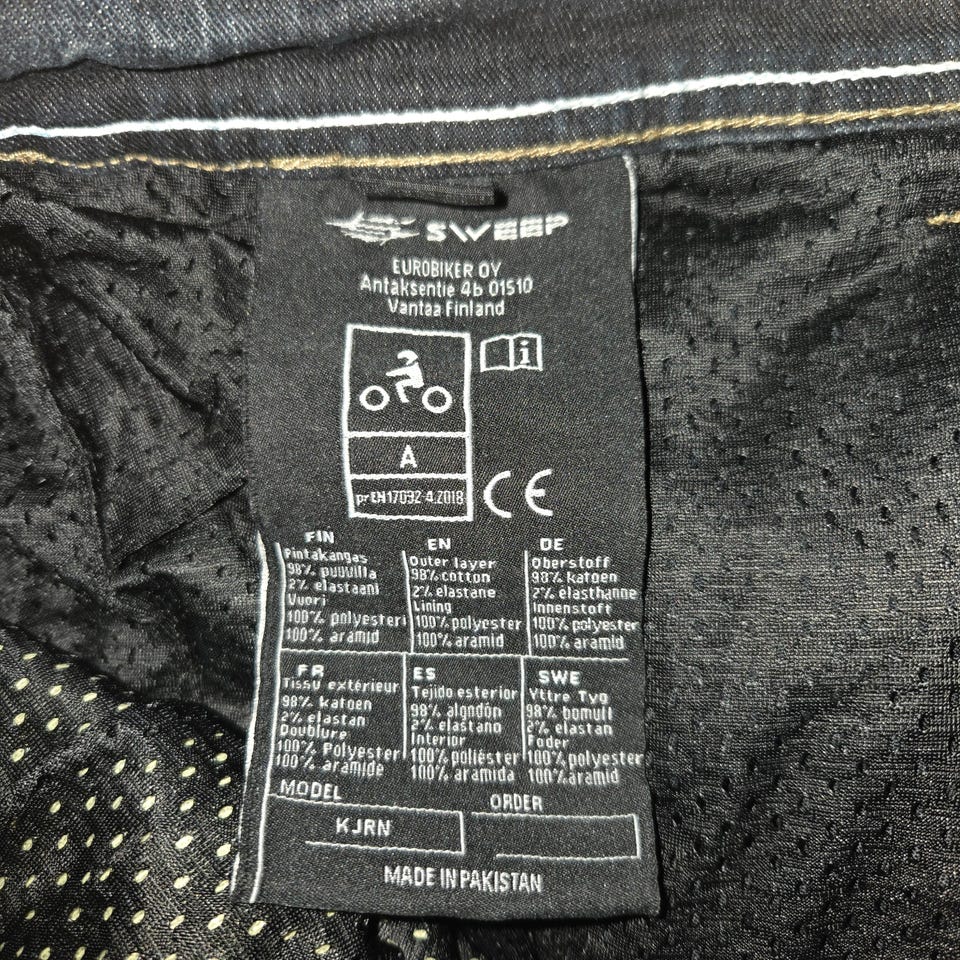 SWEEP
EUROBIKER OY
Antaksentie 4b 01510
Vantaa Finland
i
A
prEN17092-4:2018
CE
FIN
Pintakangas
98% puuvilla
2% elastaani
Vuori
100% polyesteri
100% aramid
EN
Outer layer
98% cotton
2% elastane
Lining
100% polyester
100% aramid
DE
Oberstoff
98% katoen
2% elasthanne
Innenstoft
100% polyester
100% aramid
FR
Tissu extérieur
98% katoen
2% elastan
Doublure
100% Polyester
100% aramide
ES
Tejido esterior
98% algodón
2% elastano
Interior
100% poliéster
100% aramida
SWE
Yttre Tyg
98% bomull
2% elastan
Foder
100% polyester
100% aramid
MODEL
KJRN
ORDER
MADE IN PAKISTAN